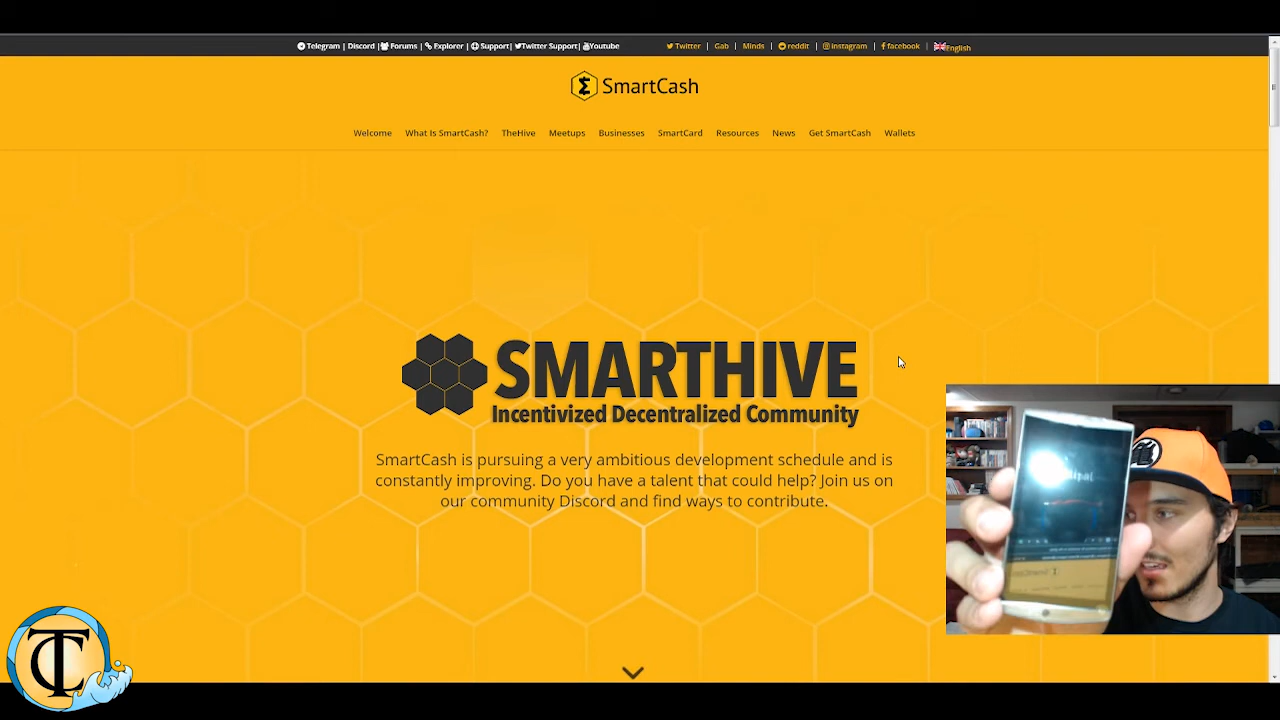 Telegram | Discord | Forums | Explorer | Support | Twitter Support | Youtube
Twitter | Gab | Minds | reddit | instagram | facebook | English
SmartCash
Welcome What Is SmartCash? TheHive Meetups Businesses SmartCard Resources News Get SmartCash Wallets
SMARTHIVE
Incentivized Decentralized Community
SmartCash is pursuing a very ambitious development schedule and is
constantly improving. Do you have a talent that could help? Join us on
our community Discord and find ways to contribute.
TC